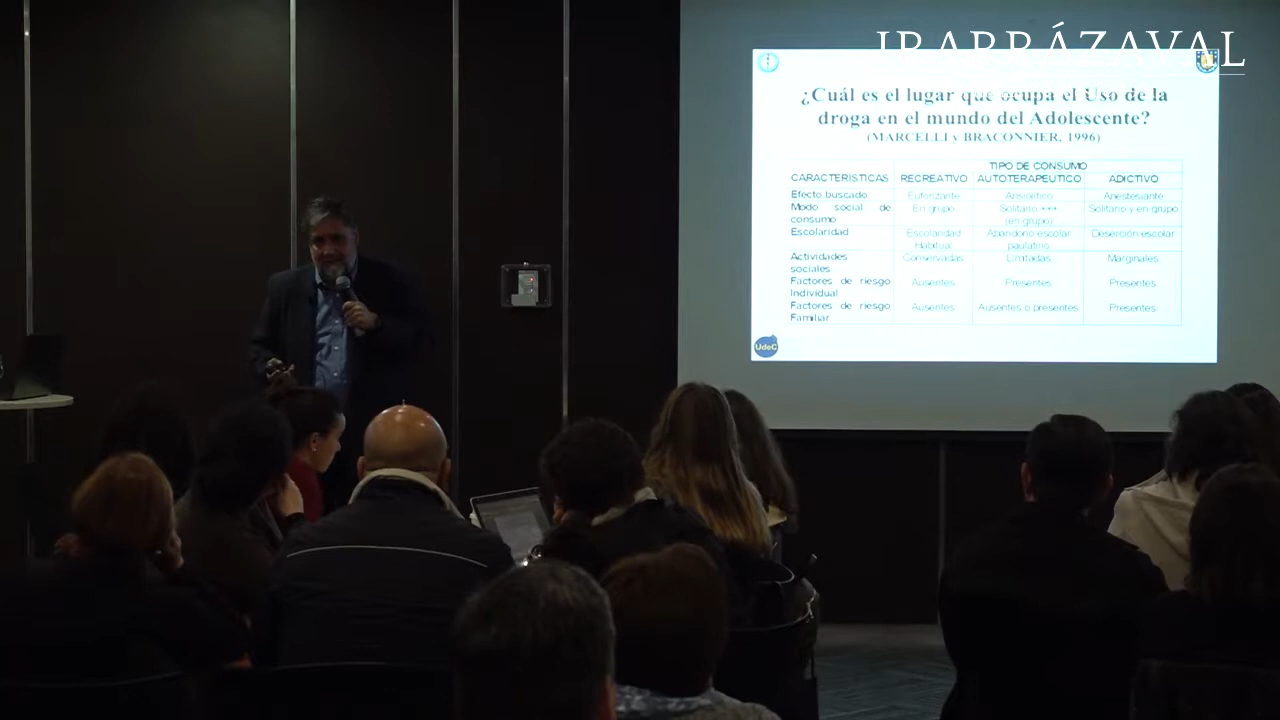 IRARRÁZAVAL
¿Cuál es el lugar que ocupa el Uso de la
droga en el mundo del Adolescente?
(MARCELLI y BRACONNIER, 1996)
TIPO DE CONSUMO
CARACTERISTICAS RECREATIVO AUTOTERAPEUTICO ADICTIVO
Efecto buscado Euforizante Ansiolítico Anestesiante
Modo social de En grupo Solitario +++ Solitario y en grupo
consumo (en grupo)
Escolaridad Escolaridad Abandono escolar Deserción escolar
Habitual paulatino
Actividades Conservadas Limitadas Marginales
sociales
Factores de riesgo Ausentes Presentes Presentes
Individual
Factores de riesgo Ausentes Ausentes o presentes Presentes
Familiar
UdeC